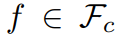 f ∈ 𝓕_c